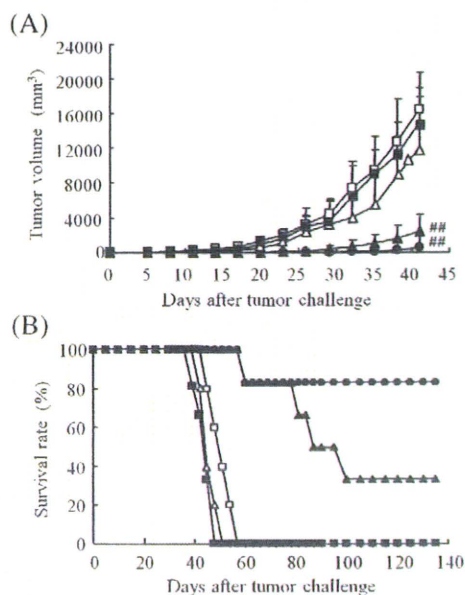 (A)
24000
20000
16000
12000
8000
4000
0
Tumor volume (mm³)
##
##
0 5 10 15 20 25 30 35 40 45
Days after tumor challenge
(B)
100
80
60
40
20
0
Survival rate (%)
0 20 40 60 80 100 120 140
Days after tumor challenge